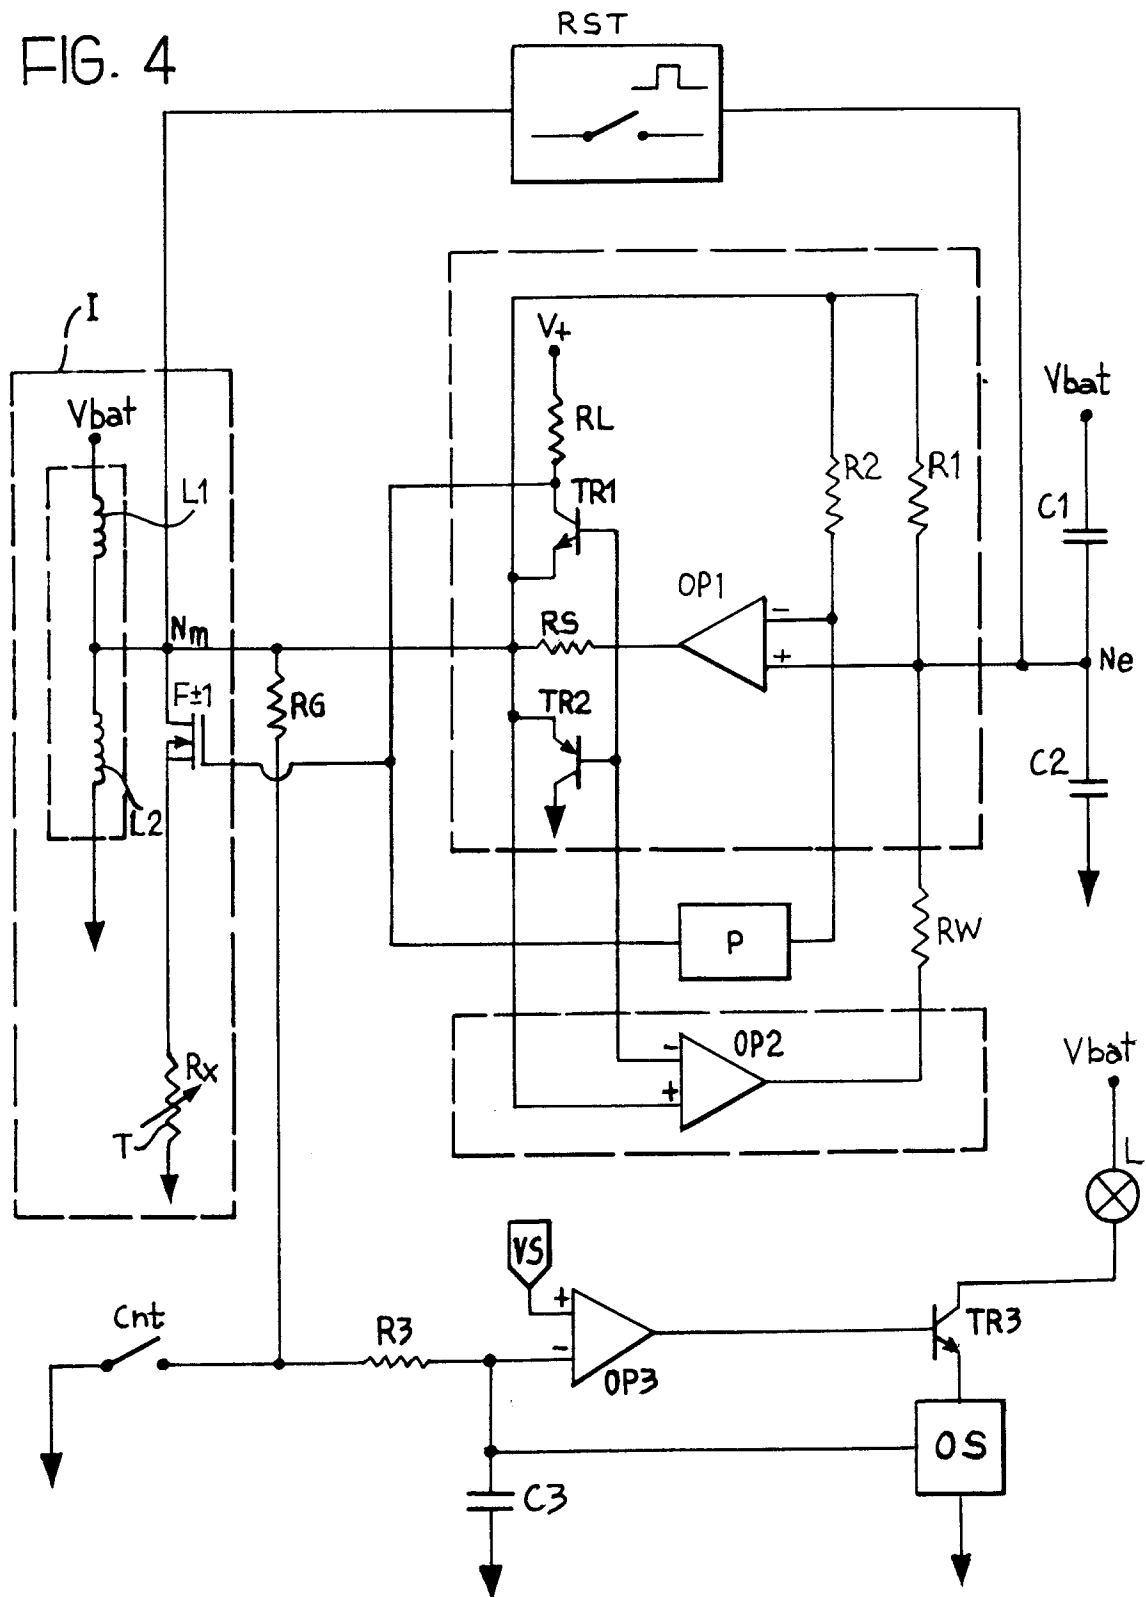 FIG. 4
RST
I
V+
Vbat
Vbat
RL
R2
R1
L1
TR1
C1
OP1
-
Nm
RS
+
Ne
F±1
RG
TR2
C2
L2
P
RW
OP2
-
Vbat
Rx
+
T
L
VS
Cnt
+
R3
TR3
-
OP3
OS
C3